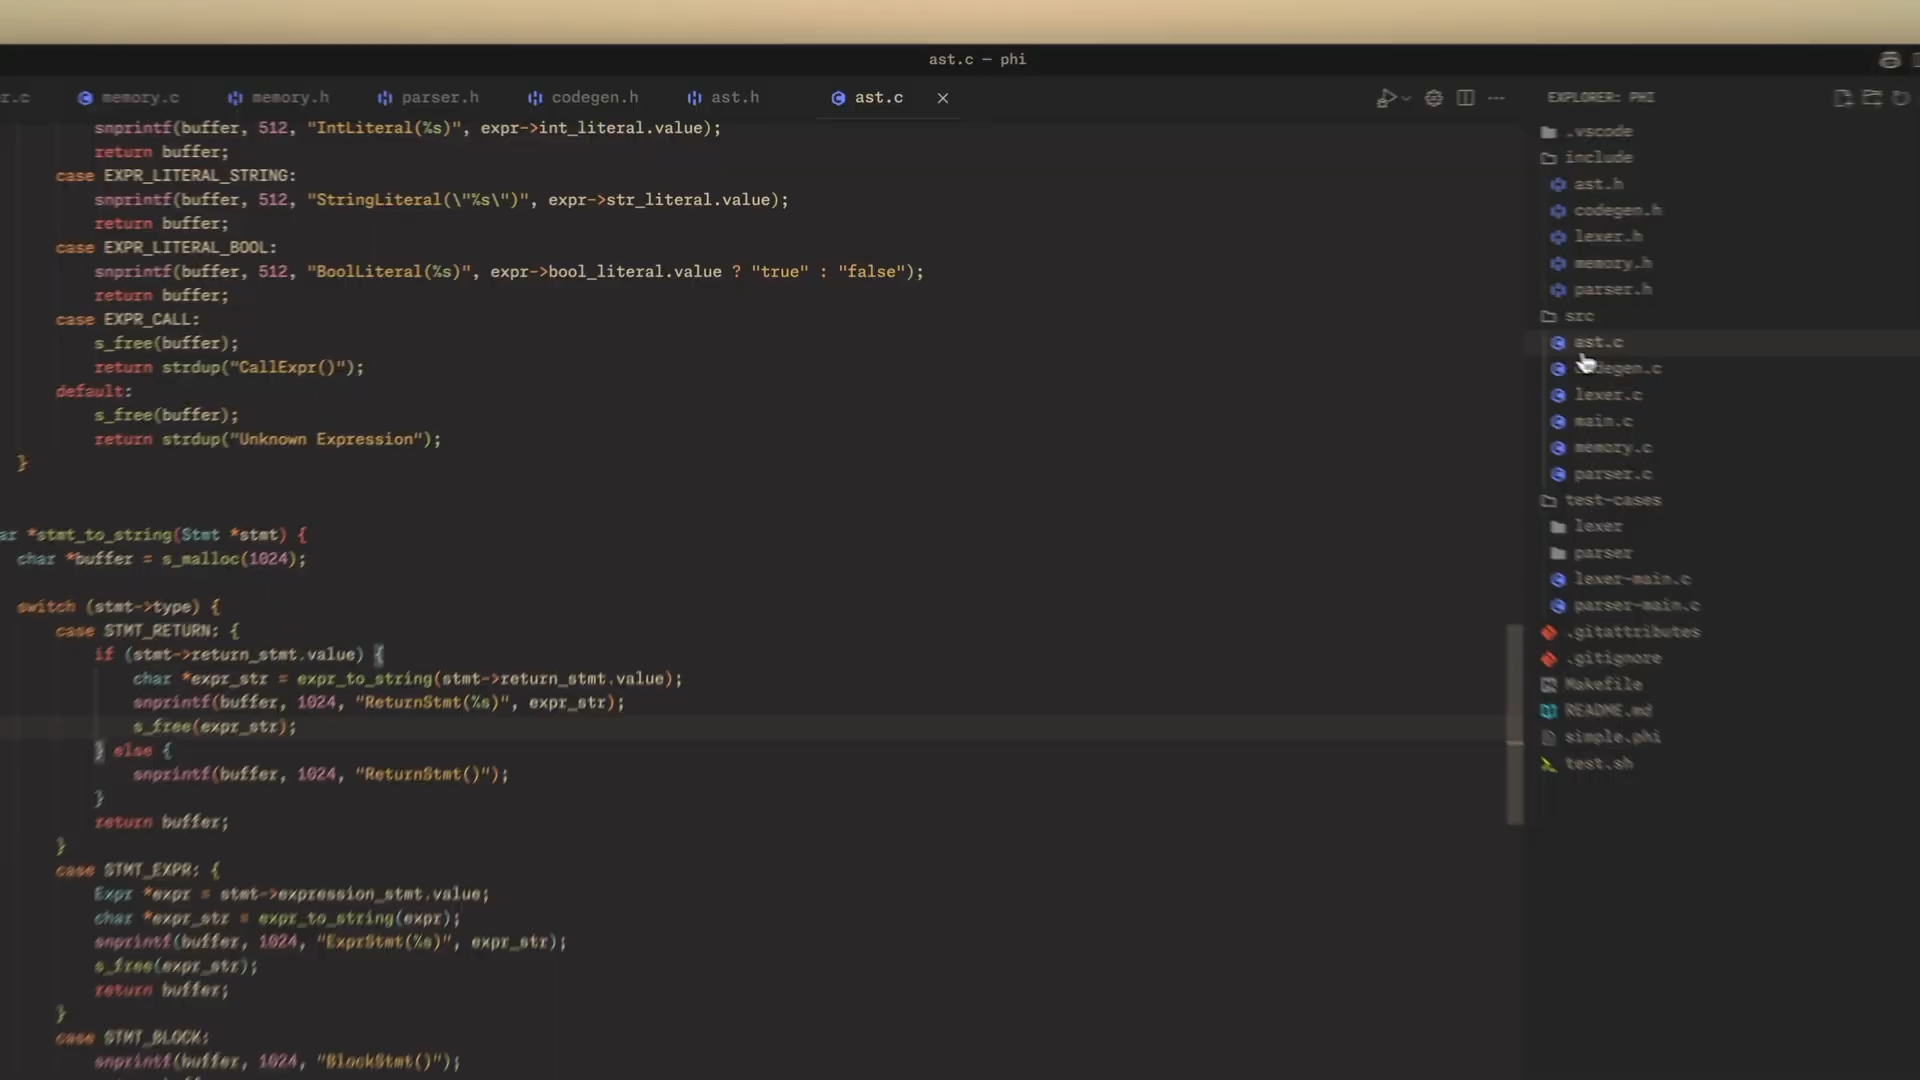 ast.c — phi
r.c memory.c memory.h parser.h codegen.h ast.h ast.c
snprintf(buffer, 512, "IntLiteral(%s)", expr->int_literal.value);
return buffer;
case EXPR_LITERAL_STRING:
snprintf(buffer, 512, "StringLiteral(\"%s\")", expr->str_literal.value);
return buffer;
case EXPR_LITERAL_BOOL:
snprintf(buffer, 512, "BoolLiteral(%s)", expr->bool_literal.value ? "true" : "false");
return buffer;
case EXPR_CALL:
s_free(buffer);
return strdup("CallExpr()");
default:
s_free(buffer);
return strdup("Unknown Expression");
}
ar *stmt_to_string(Stmt *stmt) {
char *buffer = s_malloc(1024);
switch (stmt->type) {
case STMT_RETURN: {
if (stmt->return_stmt.value) {
char *expr_str = expr_to_string(stmt->return_stmt.value);
snprintf(buffer, 1024, "ReturnStmt(%s)", expr_str);
s_free(expr_str);
} else {
snprintf(buffer, 1024, "ReturnStmt()");
}
return buffer;
}
case STMT_EXPR: {
Expr *expr = stmt->expression_stmt.value;
char *expr_str = expr_to_string(expr);
snprintf(buffer, 1024, "ExprStmt(%s)", expr_str);
s_free(expr_str);
return buffer;
}
case STMT_BLOCK:
snprintf(buffer, 1024, "BlockStmt()");
EXPLORER: PHI
.vscode
include
ast.h
codegen.h
lexer.h
memory.h
parser.h
src
ast.c
codegen.c
lexer.c
main.c
memory.c
parser.c
test-cases
lexer
parser
lexer-main.c
parser-main.c
.gitattributes
.gitignore
Makefile
README.md
simple.phi
test.sh